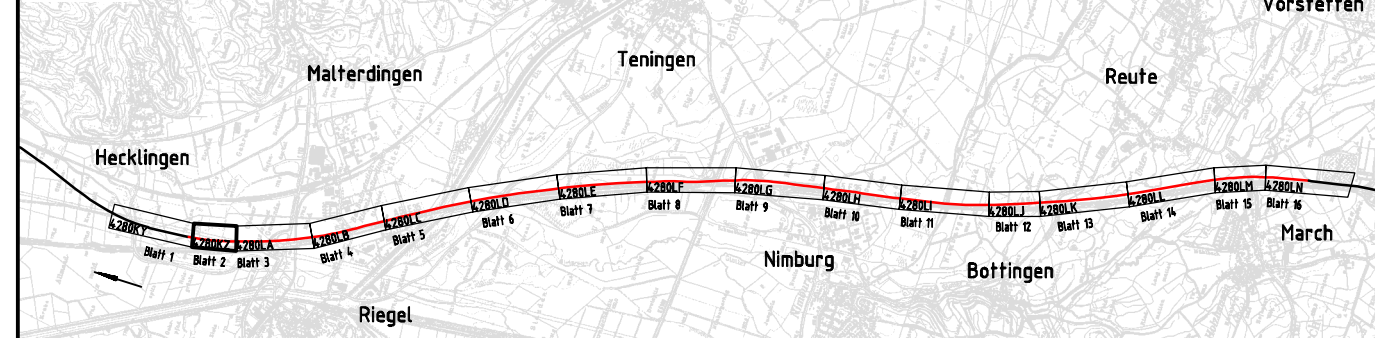 Vorstetten
Malterdingen
Teningen
Reute
Hecklingen
4280KY
4280KZ
4280LA
4280LB
4280LC
4280LD
4280LE
4280LF
4280LG
4280LH
4280LI
4280LJ
4280LK
4280LL
4280LM
4280LN
Blatt 1
Blatt 2
Blatt 3
Blatt 4
Blatt 5
Blatt 6
Blatt 7
Blatt 8
Blatt 9
Blatt 10
Blatt 11
Blatt 12
Blatt 13
Blatt 14
Blatt 15
Blatt 16
March
Nimburg
Bottingen
Riegel